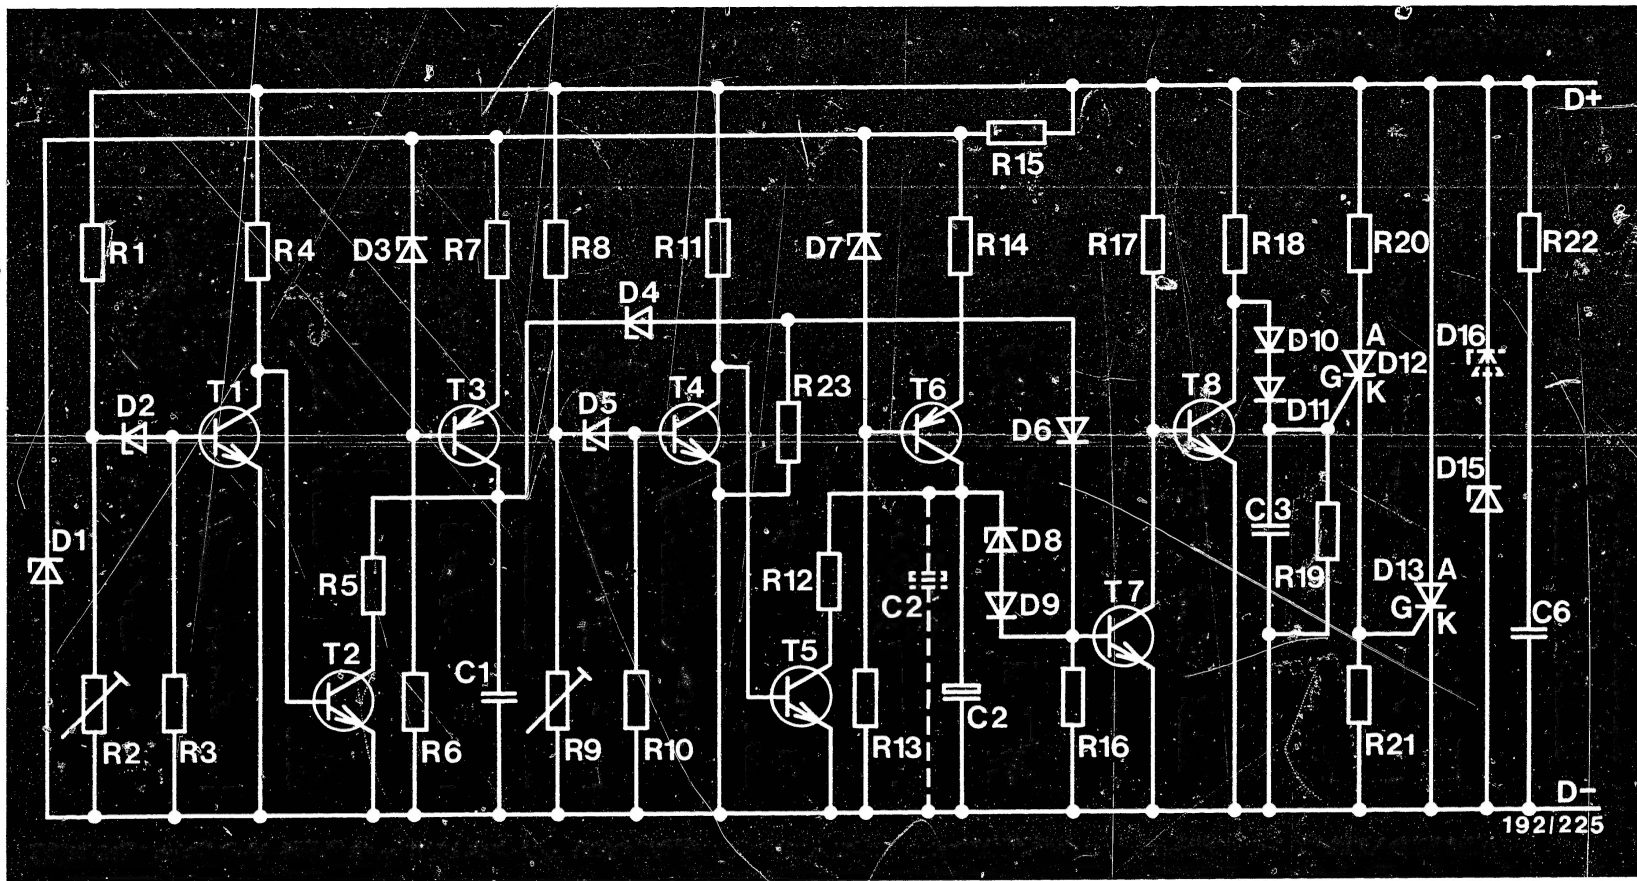 D+
R15
R1
R4
D3
R7
R8
R11
D7
R14
R17
R18
R20
R22
D4
D10
A
D12
G
K
D16
T1
T3
T4
R23
T6
T8
D2
D5
D6
D11
D15
D1
C3
D8
R5
R12
C2
R19
D13
A
G
K
D9
T7
C6
T2
C1
T5
C2
R2
R3
R6
R9
R10
R13
R16
R21
D-
192/225